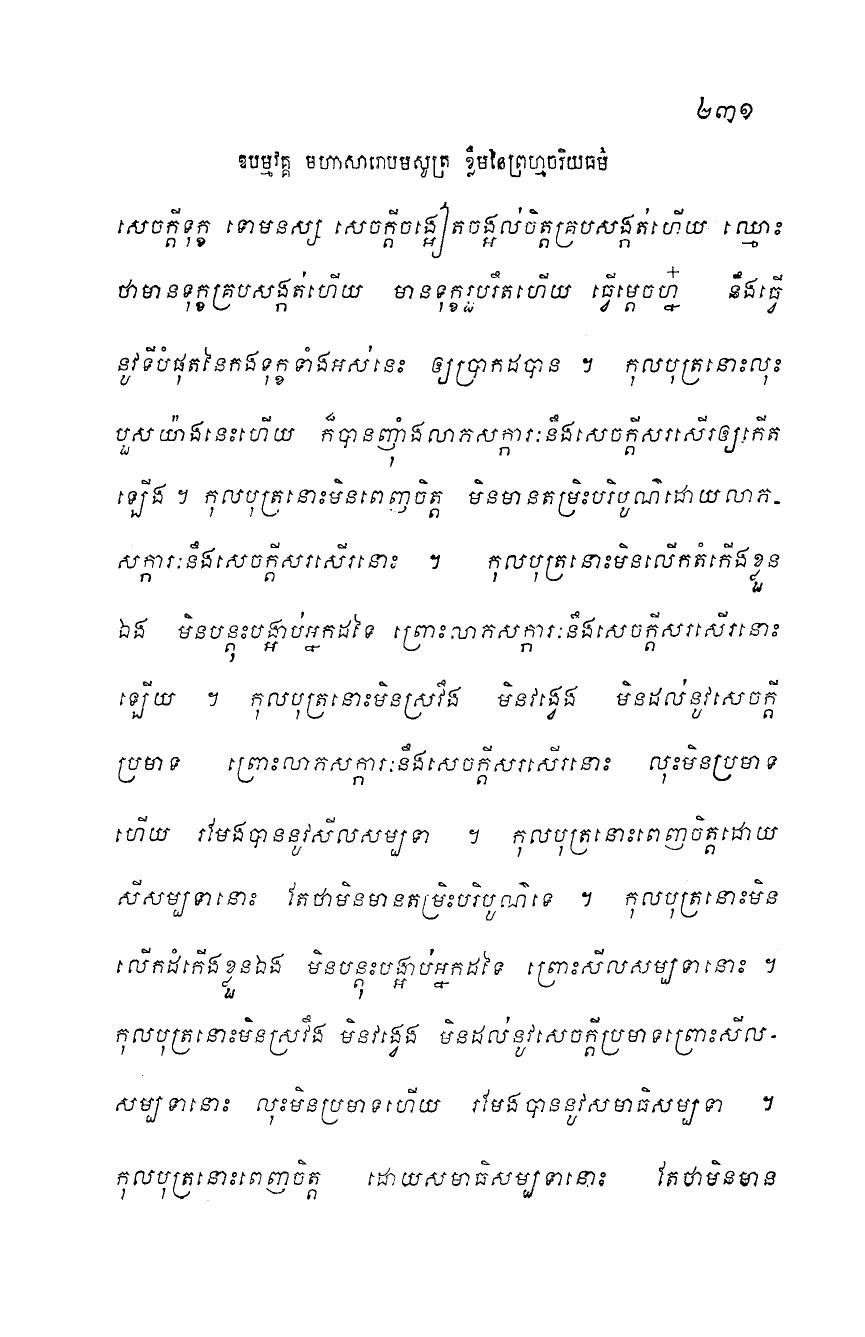 ២៣១
ឱបម្មវគ្គ មហាសារោបមសូត្រ ខ្លឹមនៃព្រហ្មចរិយធម៌
សេចក្តីទុក្ខ ទោមនស្ស សេចក្តីចង្អៀតចង្អល់ចិត្តគ្របសង្កត់ហើយ ឈ្មោះ
ថាមានទុក្ខគ្របសង្កត់ហើយ មានទុក្ខរួបរឹតហើយ ធ្វើម្តេចហ្ន៎ នឹងធ្វើ
នូវទីបំផុតនៃកងទុក្ខទាំងអស់នេះ ឲ្យប្រាកដបាន ។ កុលបុត្រនោះលុះ
បួសយ៉ាងនេះហើយ ក៏បានញ៉ាំងលាភសក្ការៈនឹងសេចក្តីសរសើរឲ្យកើត
ឡើង ។ កុលបុត្រនោះមិនពេញចិត្ត មិនមានតម្រិះបរិបូណ៌ដោយលាភ-
សក្ការៈនឹងសេចក្តីសរសើរនោះ ។ កុលបុត្រនោះមិនលើកតំកើងខ្លួន
ឯង មិនបន្តុះបង្អាប់អ្នកដទៃ ព្រោះលាភសក្ការៈនឹងសេចក្តីសរសើរនោះ
ឡើយ ។ កុលបុត្រនោះមិនស្រវឹង មិនវង្វេង មិនដល់នូវសេចក្តី
ប្រមាទ ព្រោះលាភសក្ការៈនឹងសេចក្តីសរសើរនោះ លុះមិនប្រមាទ
ហើយ រមែងបាននូវសីលសម្បទា ។ កុលបុត្រនោះពេញចិត្តដោយ
សីសម្បទានោះ តែថាមិនមានតម្រិះបរិបូណ៌ទេ ។ កុលបុត្រនោះមិន
លើកដំកើងខ្លួនឯង មិនបន្តុះបង្អាប់អ្នកដទៃ ព្រោះសីលសម្បទានោះ ។
កុលបុត្រនោះមិនស្រវឹង មិនវង្វេង មិនដល់នូវសេចក្តីប្រមាទព្រោះសីល-
សម្បទានោះ លុះមិនប្រមាទហើយ រមែងបាននូវសមាធិសម្បទា ។
កុលបុត្រនោះពេញចិត្ត ដោយសមាធិសម្បទានោះ តែថាមិនមាន